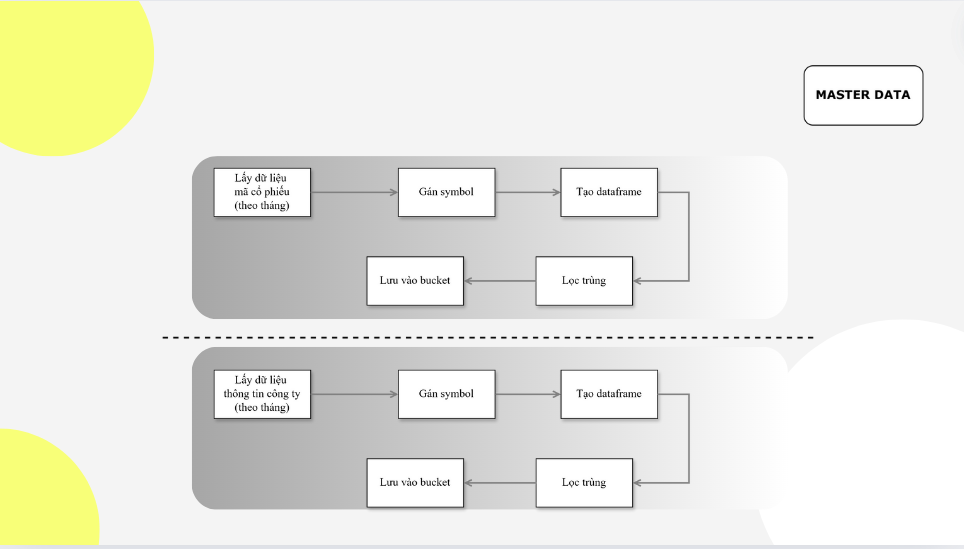 MASTER DATA
Lấy dữ liệu
mã cổ phiếu
(theo tháng)
Gán symbol
Tạo dataframe
Lọc trùng
Lưu vào bucket
Lấy dữ liệu
thông tin công ty
(theo tháng)
Gán symbol
Tạo dataframe
Lọc trùng
Lưu vào bucket